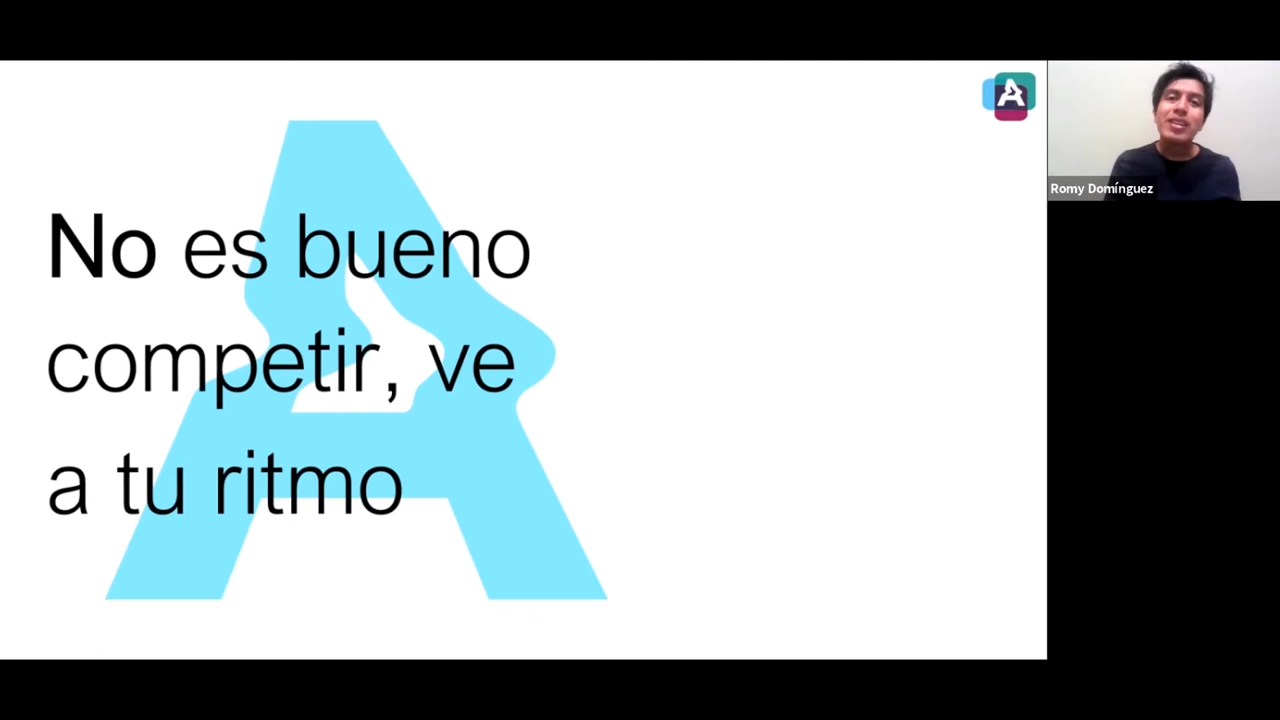 No es bueno
competir, ve
a tu ritmo
A
Romy Domínguez